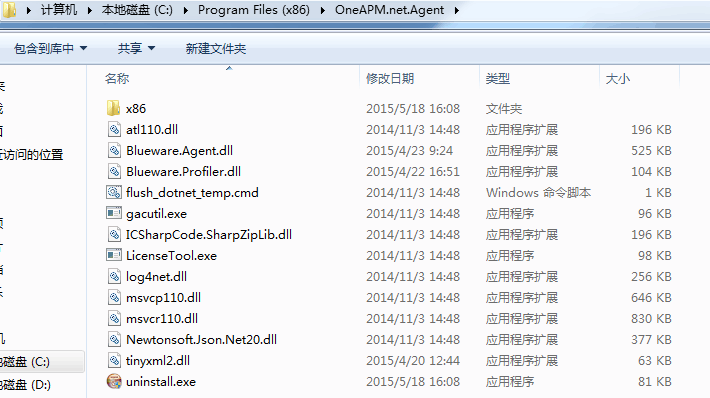 计算机 本地磁盘 (C:) Program Files (x86) OneAPM.net.Agent
包含到库中 共享 新建文件夹
名称 修改日期 类型 大小
x86 2015/5/18 16:08 文件夹
atl110.dll 2014/11/3 14:48 应用程序扩展 196 KB
访问的位置 Blueware.Agent.dll 2015/4/23 9:24 应用程序扩展 525 KB
Blueware.Profiler.dll 2015/4/22 16:51 应用程序扩展 104 KB
flush_dotnet_temp.cmd 2014/11/3 14:48 Windows 命令脚本 1 KB
gacutil.exe 2014/11/3 14:48 应用程序 96 KB
ICSharpCode.SharpZipLib.dll 2014/11/3 14:48 应用程序扩展 196 KB
LicenseTool.exe 2014/11/3 14:48 应用程序 98 KB
log4net.dll 2014/11/3 14:48 应用程序扩展 256 KB
msvcp110.dll 2014/11/3 14:48 应用程序扩展 646 KB
msvcr110.dll 2014/11/3 14:48 应用程序扩展 830 KB
Newtonsoft.Json.Net20.dll 2014/11/3 14:48 应用程序扩展 377 KB
磁盘 (C:) tinyxml2.dll 2015/4/20 12:44 应用程序扩展 63 KB
磁盘 (D:) uninstall.exe 2015/5/18 16:08 应用程序 81 KB